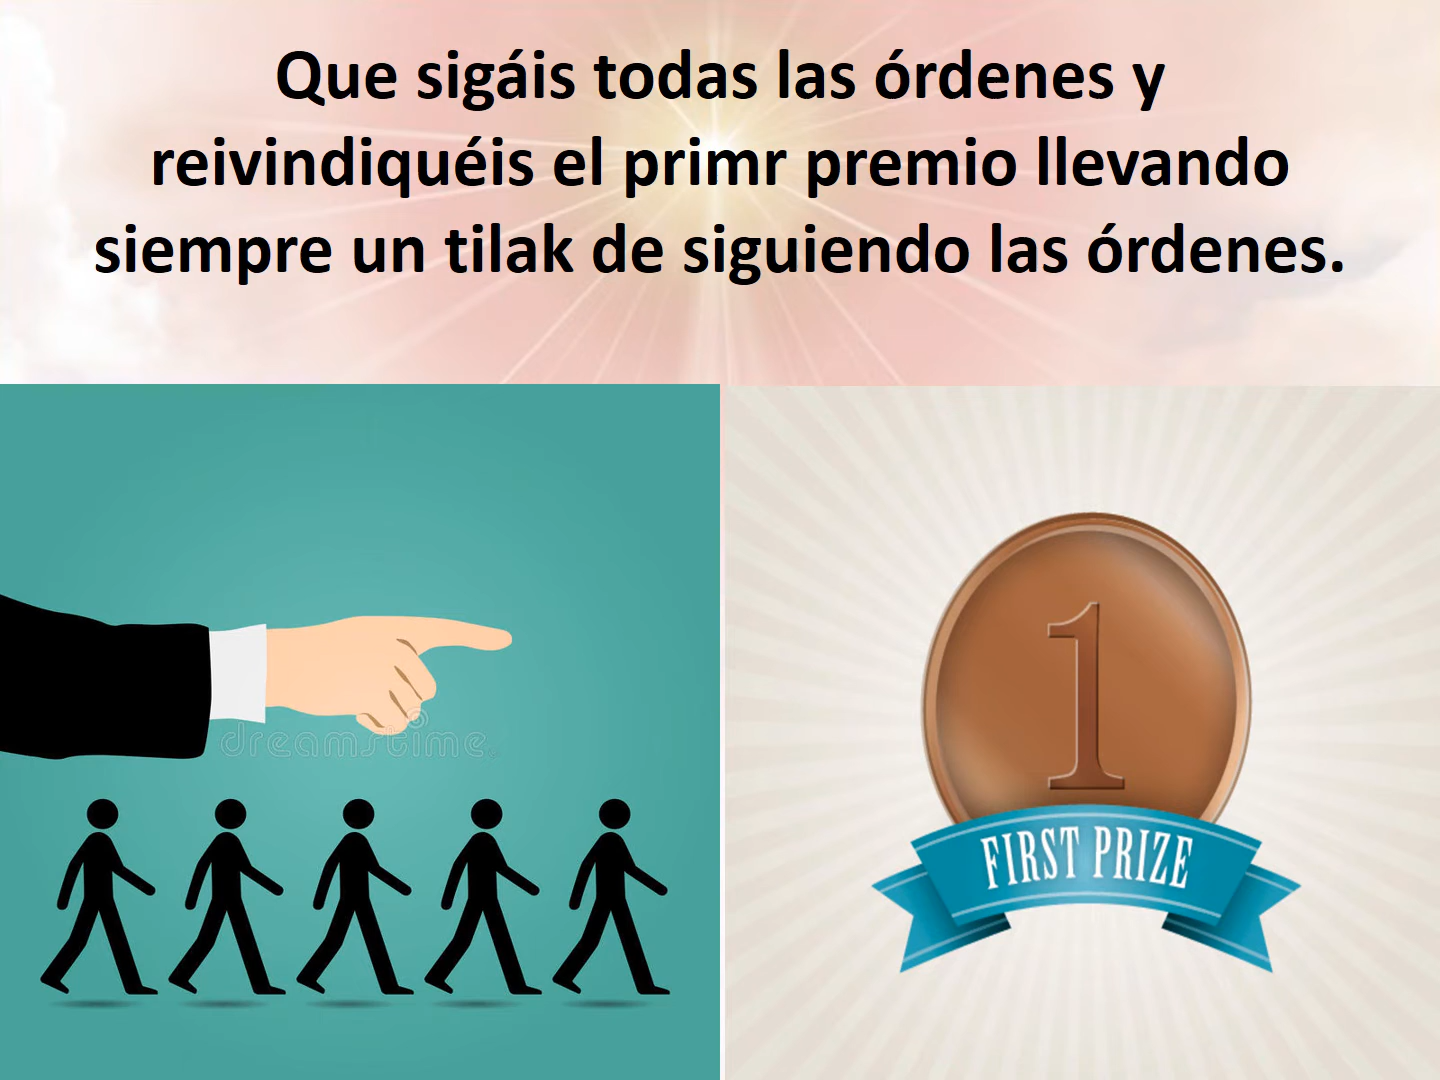 Que sigáis todas las órdenes y
reivindiquéis el primr premio llevando
siempre un tilak de siguiendo las órdenes.
dreamstime.
1
FIRST PRIZE